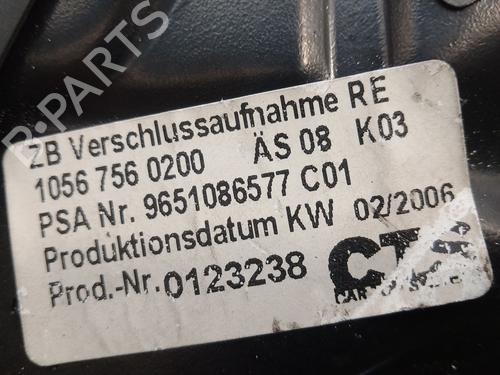 ZB Verschlussaufnahme RE
1056 756 0200 ÄS 08 K03
PSA Nr. 9651086577 C01
Produktionsdatum KW 02/2006
Prod.-Nr. 0123238 CTS
CAR
B-PARTS